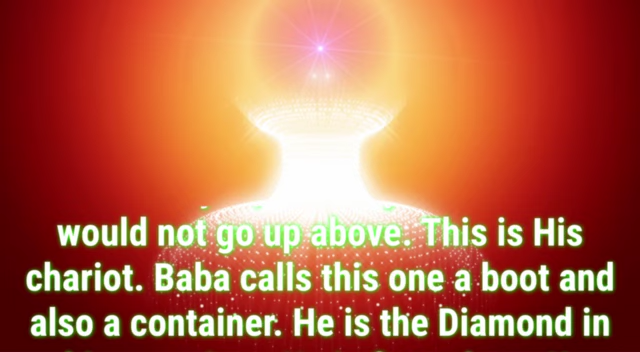 would not go up above. This is His
chariot. Baba calls this one a boot and
also a container. He is the Diamond in